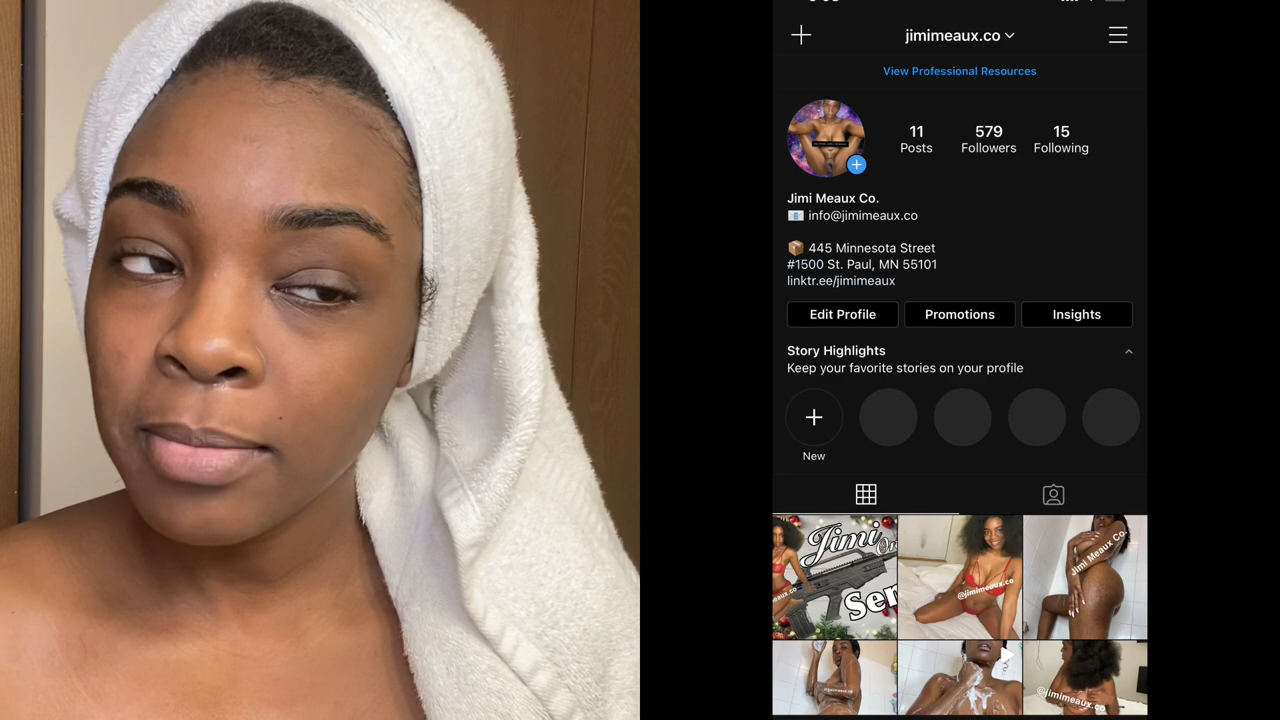 jimimeaux.co
View Professional Resources
11
Posts
579
Followers
15
Following
Jimi Meaux Co.
info@jimimeaux.co
445 Minnesota Street
#1500 St. Paul, MN 55101
linktr.ee/jimimeaux
Edit Profile
Promotions
Insights
Story Highlights
Keep your favorite stories on your profile
New
Jimi
Ser
@jimimeaux.co
Jimi Meaux Co.
@jimimeaux.co